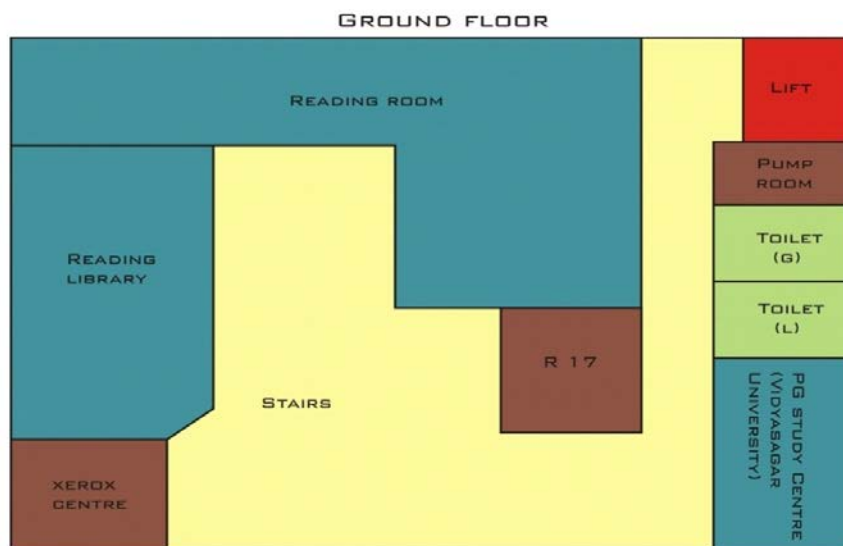 GROUND FLOOR
READING ROOM
LIFT
PUMP
ROOM
TOILET
(G)
READING
LIBRARY
TOILET
(L)
R 17
STAIRS
PG STUDY CENTRE
(VIDYASAGAR
UNIVERSITY)
XEROX
CENTRE